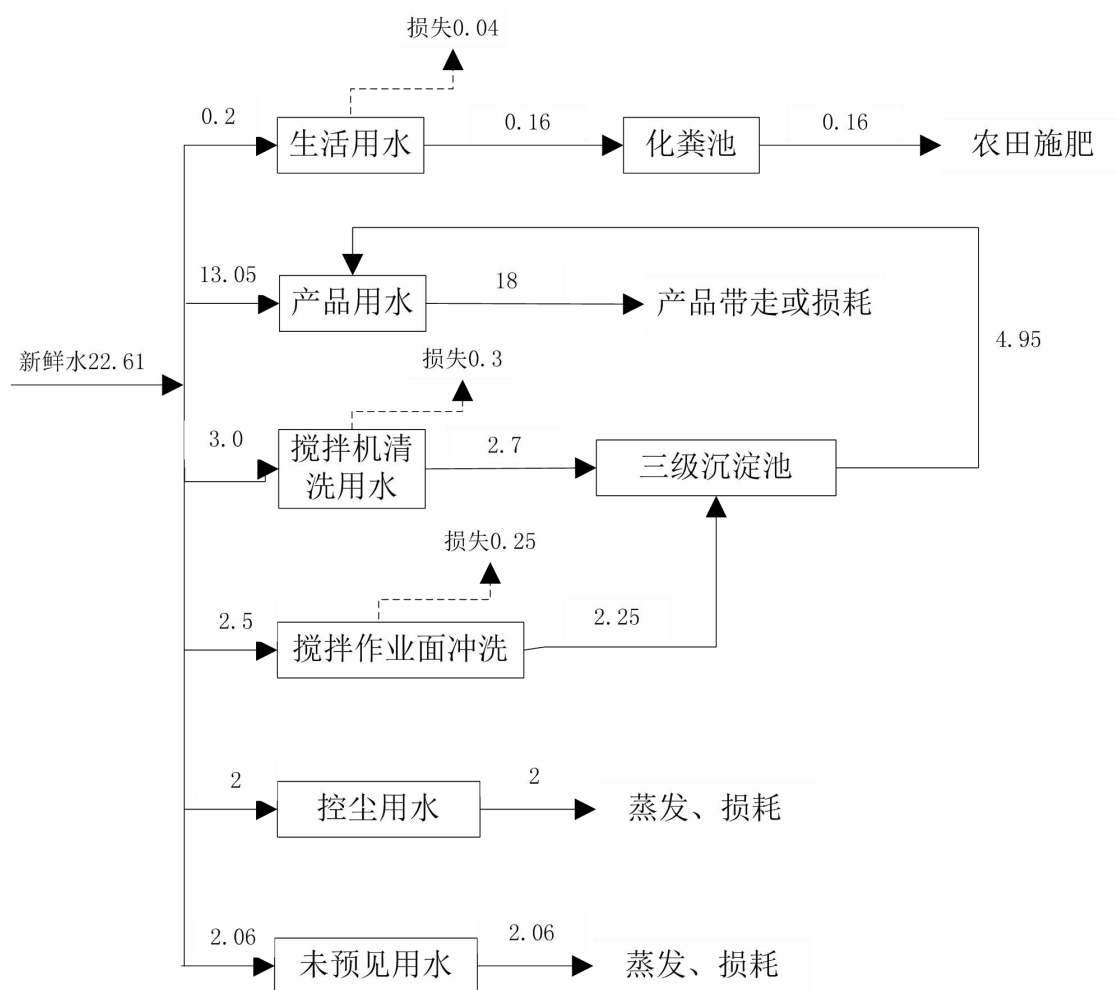 损失0.04
0.2
生活用水
0.16
化粪池
0.16
农田施肥
13.05
产品用水
18
产品带走或损耗
4.95
新鲜水22.61
损失0.3
3.0
搅拌机清
洗用水
2.7
三级沉淀池
损失0.25
2.5
搅拌作业面冲洗
2.25
2
控尘用水
2
蒸发、损耗
2.06
未预见用水
2.06
蒸发、损耗